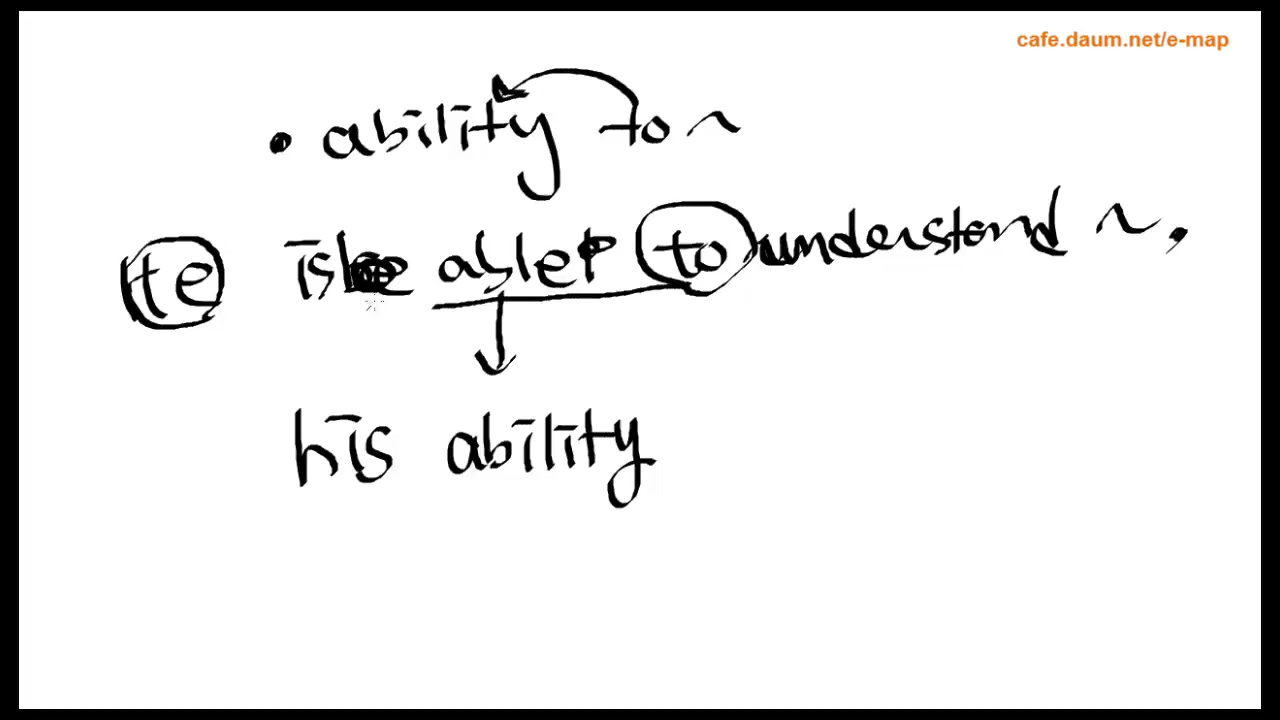 cafe.daum.net/e-map
• ability to ~
He is able to understand ~.
his ability